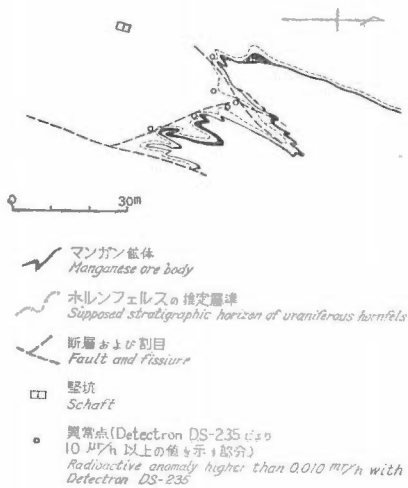 0 30m
マンガン鉱体
Manganese ore body
ホルンフェルスの推定層準
Supposed stratigraphic horizon of uraniferous hornfels
断層および割目
Fault and fissiure
竪坑
Schaft
異常点(Detectron DS-235により
10 μr/h 以上の値を示す部分)
Radioactive anomaly higher than 0.010 mr/h with
Detectron DS-235